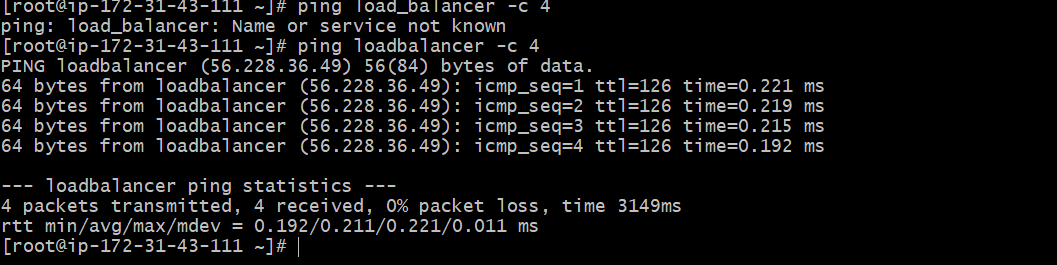 [root@ip-172-31-43-111 ~]# ping load_balancer -c 4
ping: load_balancer: Name or service not known
[root@ip-172-31-43-111 ~]# ping loadbalancer -c 4
PING loadbalancer (56.228.36.49) 56(84) bytes of data.
64 bytes from loadbalancer (56.228.36.49): icmp_seq=1 ttl=126 time=0.221 ms
64 bytes from loadbalancer (56.228.36.49): icmp_seq=2 ttl=126 time=0.219 ms
64 bytes from loadbalancer (56.228.36.49): icmp_seq=3 ttl=126 time=0.215 ms
64 bytes from loadbalancer (56.228.36.49): icmp_seq=4 ttl=126 time=0.192 ms

--- loadbalancer ping statistics ---
4 packets transmitted, 4 received, 0% packet loss, time 3149ms
rtt min/avg/max/mdev = 0.192/0.211/0.221/0.011 ms
[root@ip-172-31-43-111 ~]#